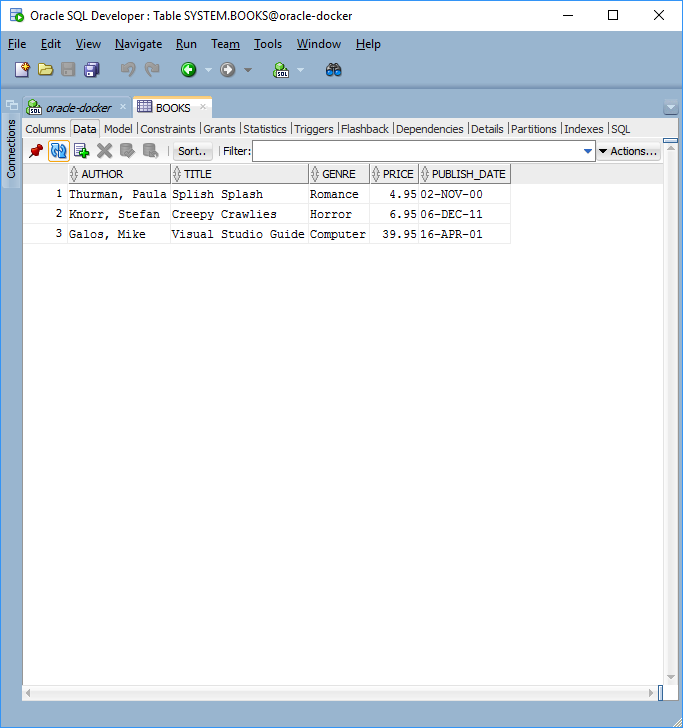 Oracle SQL Developer : Table SYSTEM.BOOKS@oracle-docker
File Edit View Navigate Run Team Tools Window Help
SQL
Connections
SQL oracle-docker × BOOKS ×
Columns Data Model Constraints Grants Statistics Triggers Flashback Dependencies Details Partitions Indexes SQL
Sort.. Filter: Actions...
AUTHOR TITLE GENRE PRICE PUBLISH_DATE
1 Thurman, Paula Splish Splash Romance 4.95 02-NOV-00
2 Knorr, Stefan Creepy Crawlies Horror 6.95 06-DEC-11
3 Galos, Mike Visual Studio Guide Computer 39.95 16-APR-01